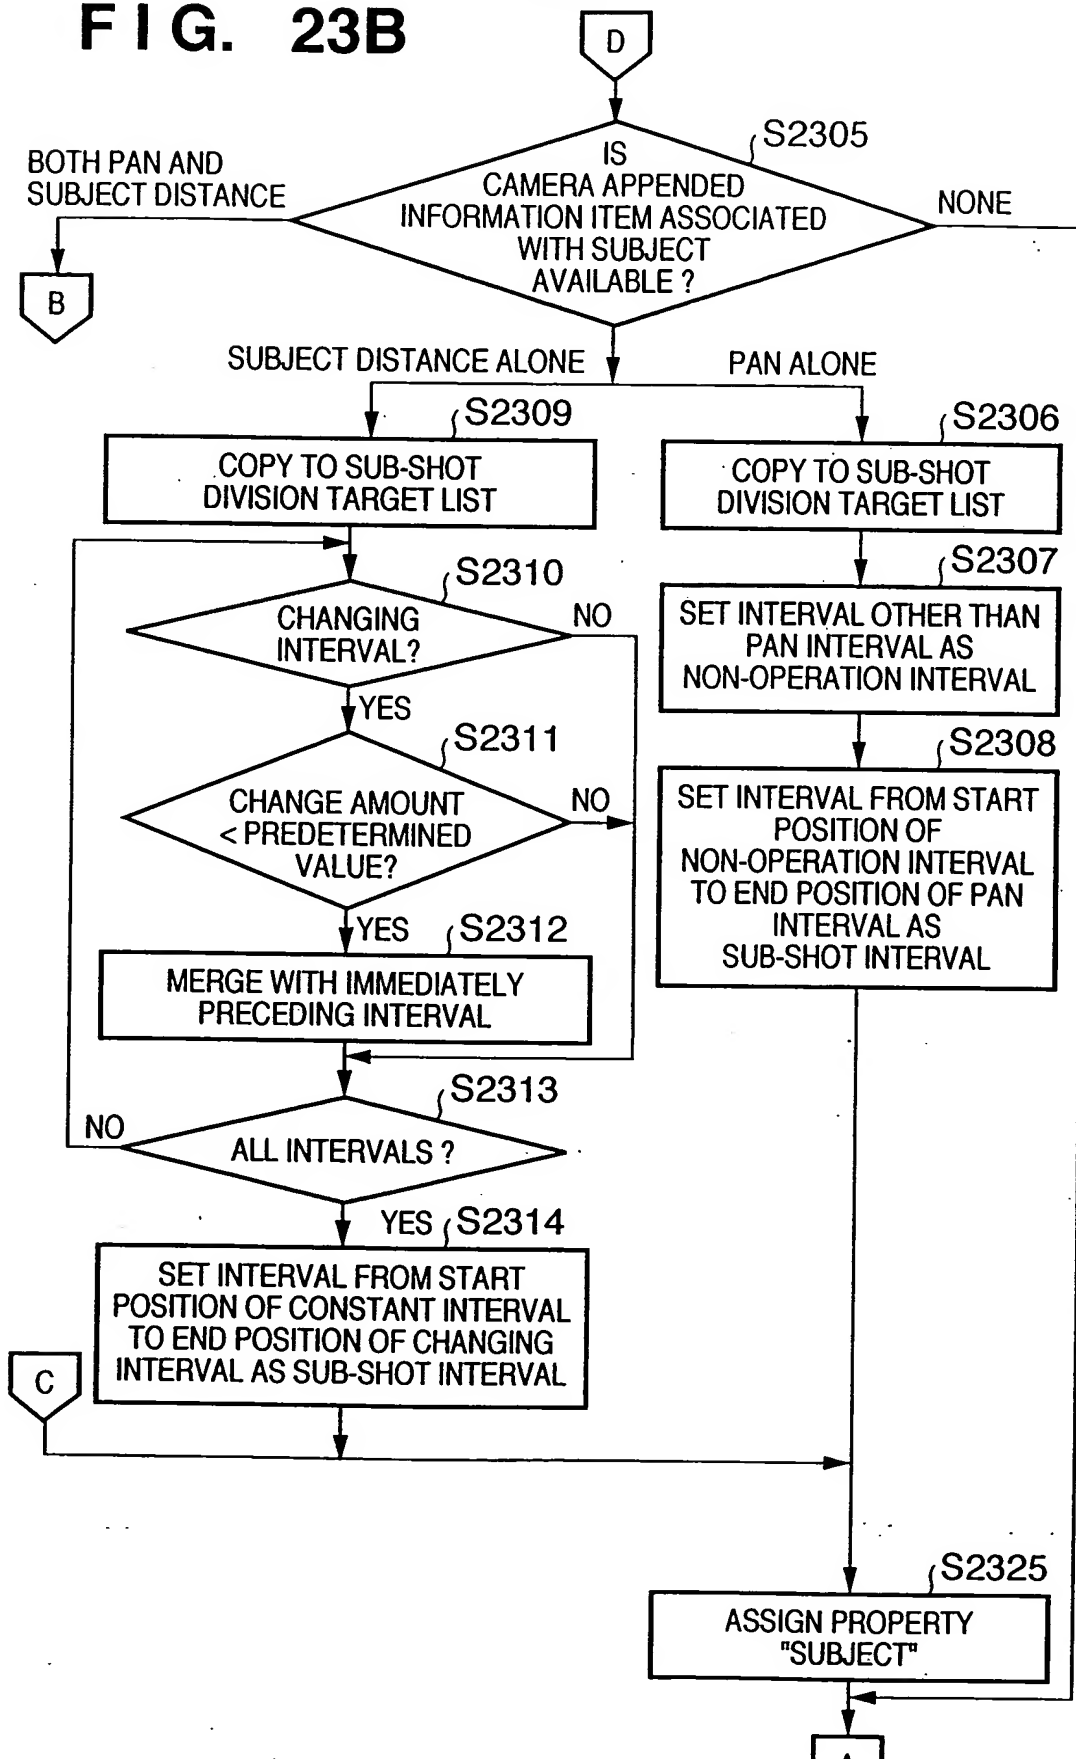 FIG. 23B
D
S2305
IS
CAMERA APPENDED
INFORMATION ITEM ASSOCIATED
WITH SUBJECT
AVAILABLE ?
BOTH PAN AND
SUBJECT DISTANCE
NONE
B
SUBJECT DISTANCE ALONE
PAN ALONE
S2309
COPY TO SUB-SHOT
DIVISION TARGET LIST
S2306
COPY TO SUB-SHOT
DIVISION TARGET LIST
S2310
CHANGING
INTERVAL?
NO
YES
S2307
SET INTERVAL OTHER THAN
PAN INTERVAL AS
NON-OPERATION INTERVAL
S2311
CHANGE AMOUNT
< PREDETERMINED
VALUE?
NO
YES
S2308
SET INTERVAL FROM START
POSITION OF
NON-OPERATION INTERVAL
TO END POSITION OF PAN
INTERVAL AS
SUB-SHOT INTERVAL
S2312
MERGE WITH IMMEDIATELY
PRECEDING INTERVAL
S2313
ALL INTERVALS ?
NO
YES
S2314
SET INTERVAL FROM START
POSITION OF CONSTANT INTERVAL
TO END POSITION OF CHANGING
INTERVAL AS SUB-SHOT INTERVAL
C
S2325
ASSIGN PROPERTY
"SUBJECT"